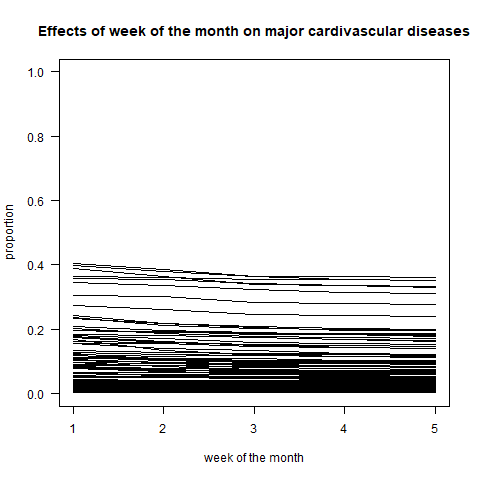 Effects of week of the month on major cardivascular diseases
proportion
1.0
0.8
0.6
0.4
0.2
0.0
1 2 3 4 5
week of the month